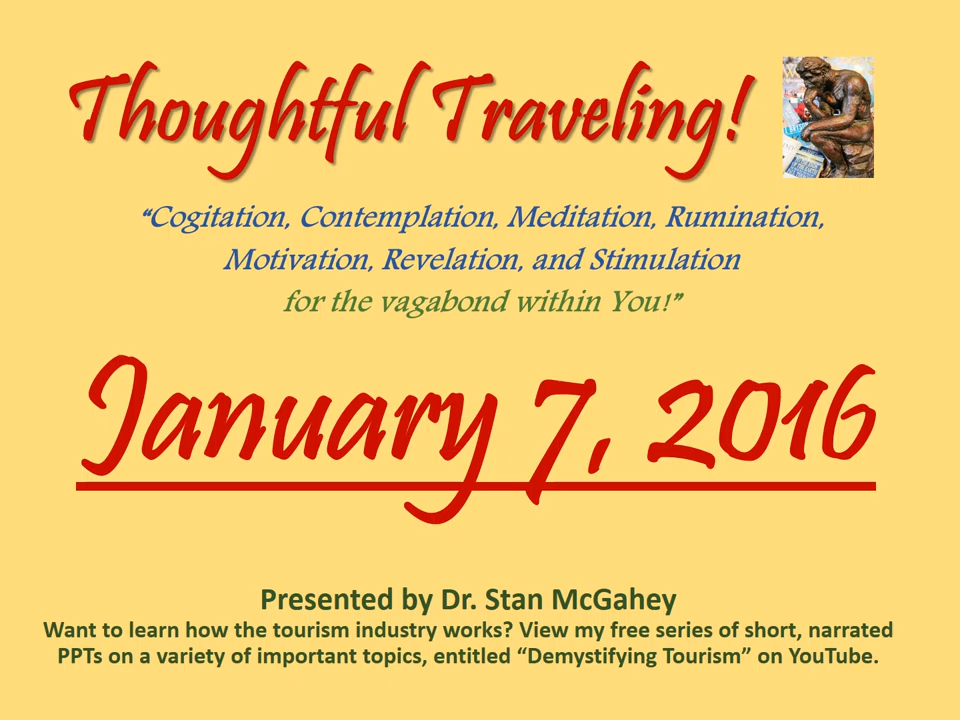 Thoughtful Traveling!
“Cogitation, Contemplation, Meditation, Rumination,
Motivation, Revelation, and Stimulation
for the vagabond within You!”
January 7, 2016
Presented by Dr. Stan McGahey
Want to learn how the tourism industry works? View my free series of short, narrated
PPTs on a variety of important topics, entitled “Demystifying Tourism” on YouTube.